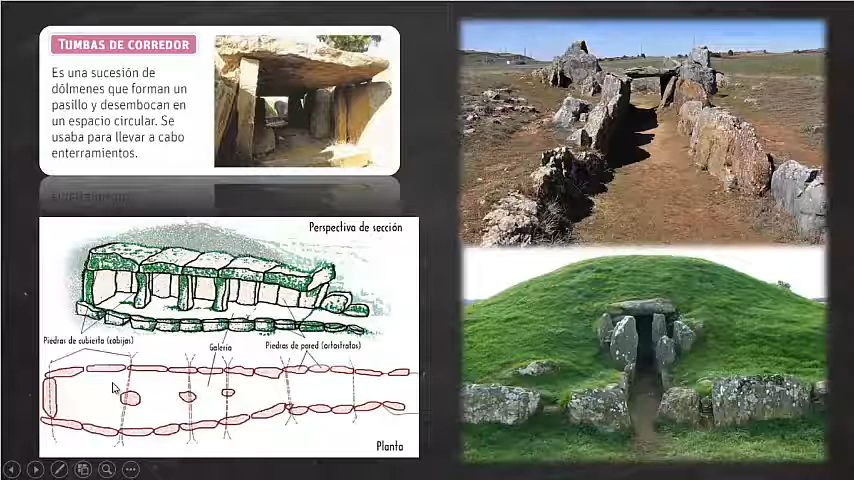 TUMBAS DE CORREDOR
Es una sucesión de
dólmenes que forman un
pasillo y desembocan en
un espacio circular. Se
usaba para llevar a cabo
enterramientos.
Perspectiva de sección
Piedras de cubierta (cobijas)
Galería
Piedras de pared (ortostratos)
Planta